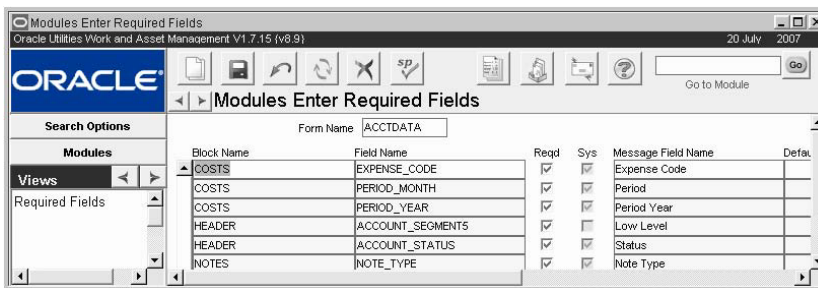 Modules Enter Required Fields
Oracle Utilities Work and Asset Management V1.7.15 (v8.9) 20 July 2007
ORACLE
sp
Go
Go to Module
Modules Enter Required Fields
Search Options
Form Name ACCTDATA
Modules
Block Name Field Name Reqd Sys Message Field Name Defau
Views
COSTS EXPENSE_CODE Expense Code
COSTS PERIOD_MONTH Period
Required Fields
COSTS PERIOD_YEAR Period Year
HEADER ACCOUNT_SEGMENT5 Low Level
HEADER ACCOUNT_STATUS Status
NOTES NOTE_TYPE Note Type